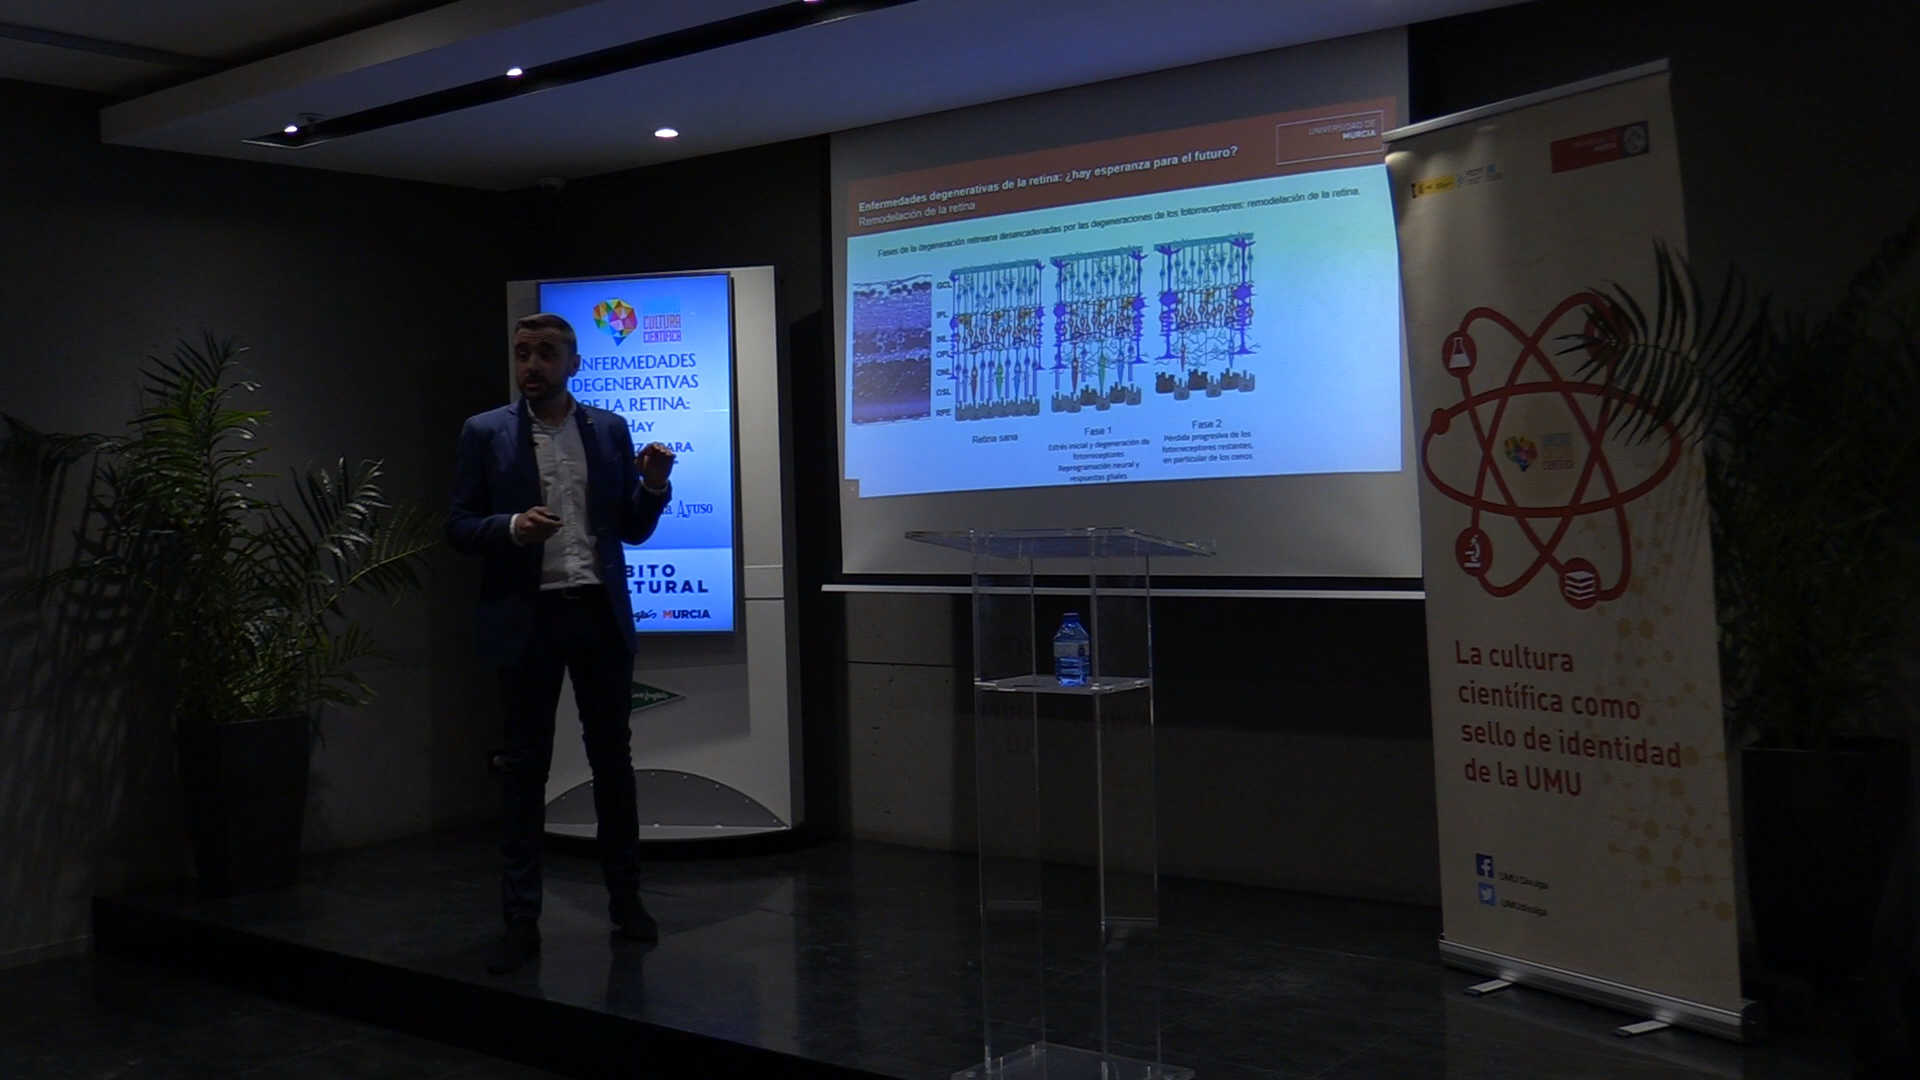 CULTURA
CIENTÍFICA
ENFERMEDADES
DEGENERATIVAS
DE LA RETINA:
HAY
Ayuso
MURCIA
UNIVERSIDAD DE
MURCIA
Enfermedades degenerativas de la retina: ¿hay esperanza para el futuro?
Remodelación de la retina
Fases de la degeneración retiniana desencadenadas por las degeneraciones de los fotorreceptores: remodelación de la retina.
GCL
IPL
INL
OPL
ONL
OSL
RPE
Retina sana
Fase 1
Estrés inicial y degeneración de
fotorreceptores
Reprogramación neural y
respuestas gliales
Fase 2
Pérdida progresiva de los
fotorreceptores restantes,
en particular de los conos
La cultura
científica como
sello de identidad
de la UMU
UMU Divulga
UMUdivulga